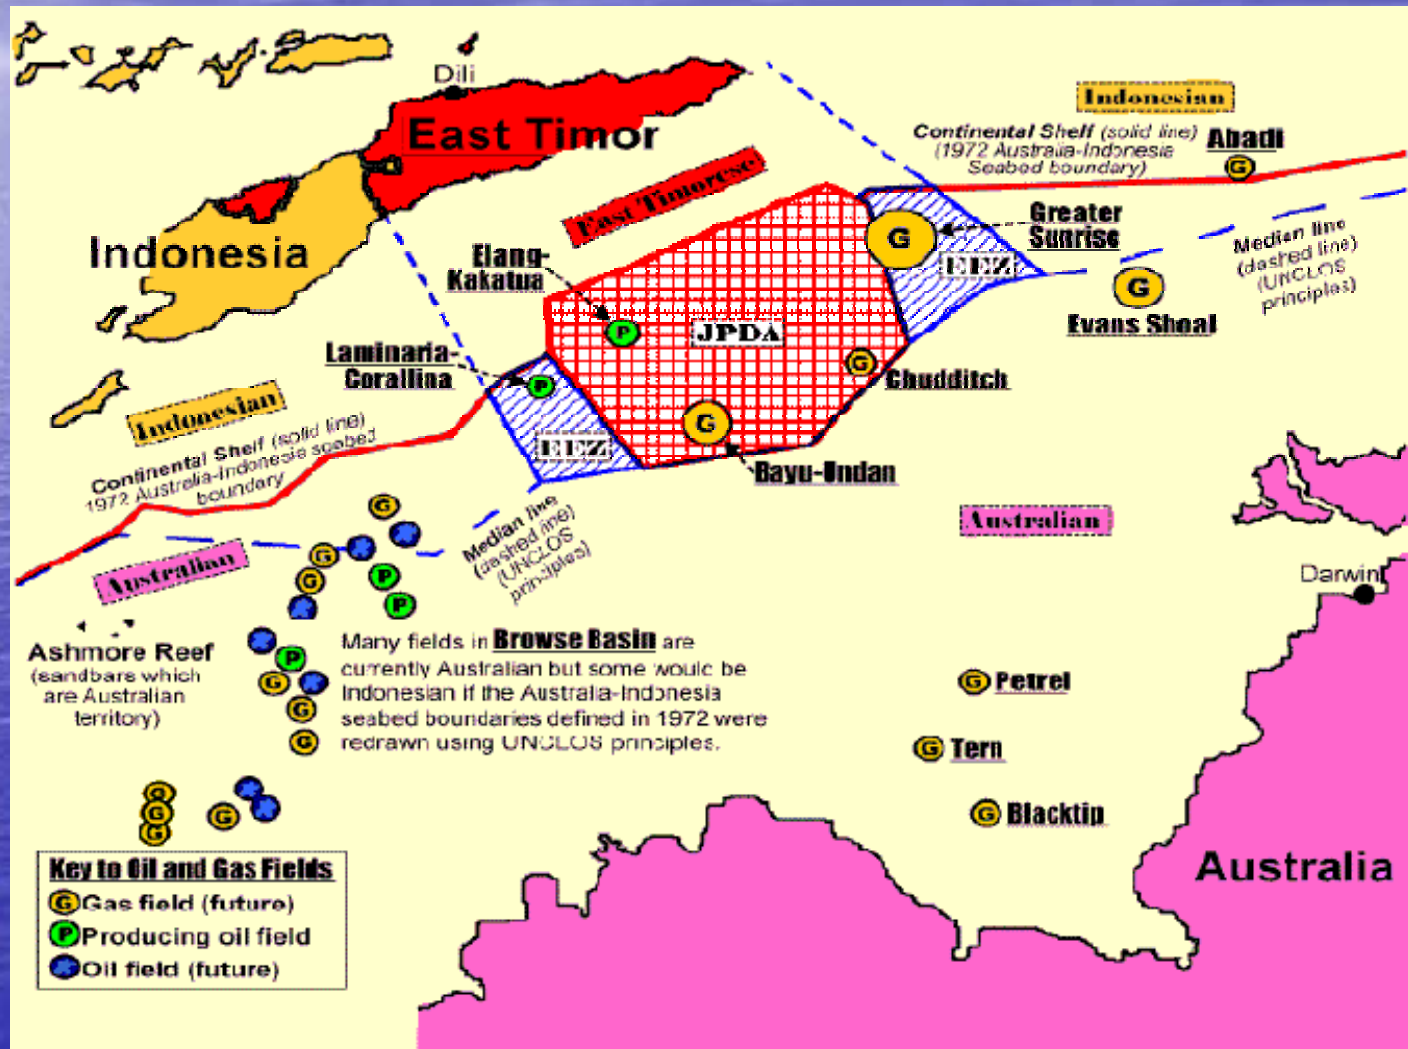 Dili
East Timor
Indonesia
East Timorese
Indonesian
Continental Shelf (solid line)
(1972 Australia-Indonesia
Seabed boundary)
Abadi
G
Greater
Sunrise
G
EEZ
Median line
(dashed line)
(UNCLOS
principles)
G
Evans Shoal
Elang-
Kakatua
P
JPDA
G
Chudditch
Laminaria-
Corallina
P
EEZ
G
Bayu-Undan
Indonesian
Continental Shelf (solid line)
1972 Australia-Indonesia seabed
boundary
Median line
(dashed line)
(UNCLOS
principles)
Australian
Australian
Darwin
G
G
G
P
P
P
G
G
G
Ashmore Reef
(sandbars which
are Australian
territory)
Many fields in Browse Basin are
currently Australian but some would be
Indonesian if the Australia-Indonesia
seabed boundaries defined in 1972 were
redrawn using UNCLOS principles.
G Petrel
G Tern
G Blacktip
G
G
G
G
Australia
Key to Oil and Gas Fields
G Gas field (future)
P Producing oil field
Oil field (future)